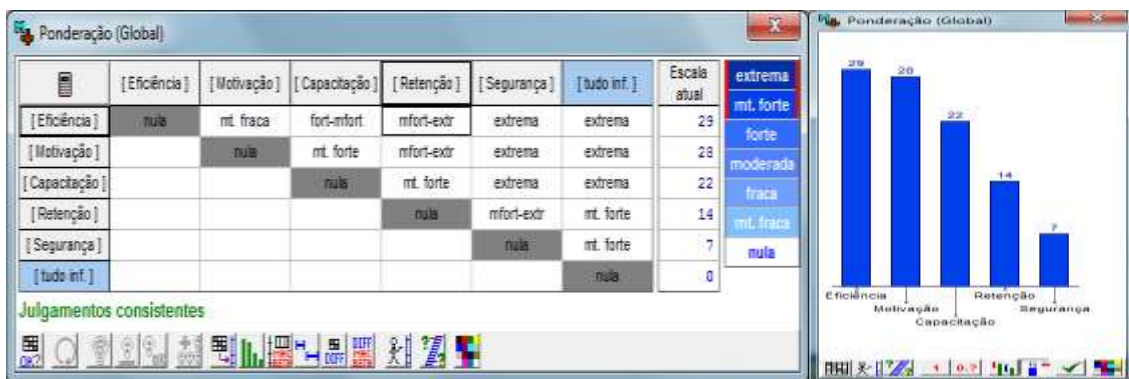 Ponderação (Global)
[ Eficiência ] [ Motivação ] [ Capacitação ] [ Retenção ] [ Segurança ] [ tudo inf. ] Escala atual
[ Eficiência ] nula mt. fraca fort-mfort mfort-extr extrema extrema 29
[ Motivação ] nula mt. forte mfort-extr extrema extrema 28
[ Capacitação ] nula mt. forte extrema extrema 22
[ Retenção ] nula mfort-extr mt. forte 14
[ Segurança ] nula mt. forte 7
[ tudo inf. ] nula 0
extrema
mt. forte
forte
moderada
fraca
mt. fraca
nula
Julgamentos consistentes
OK?
DIFF
DIFF
Ponderação (Global)
29
28
22
14
7
Eficiência
Motivação
Capacitação
Retenção
Segurança